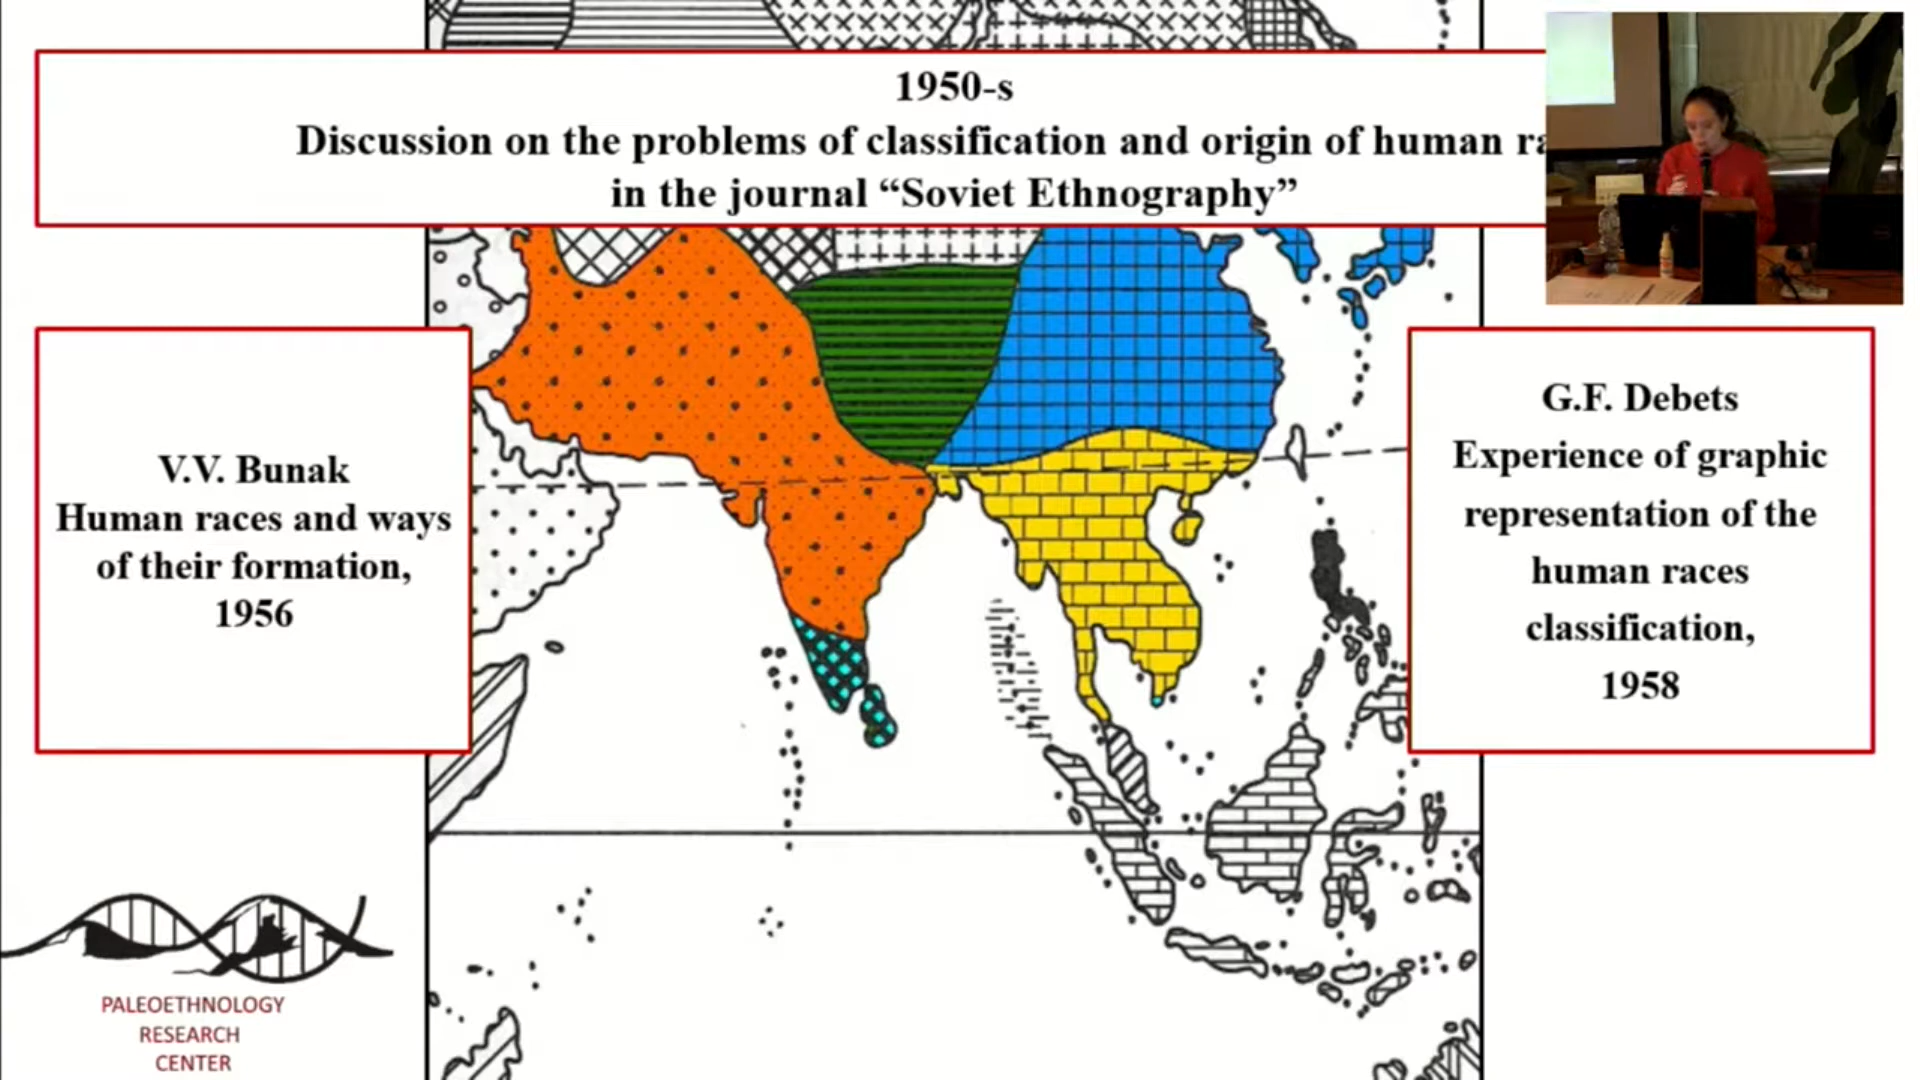 1950-s
Discussion on the problems of classification and origin of human
in the journal “Soviet Ethnography”
V.V. Bunak
Human races and ways
of their formation,
1956
G.F. Debets
Experience of graphic
representation of the
human races
classification,
1958
PALEOETHNOLOGY
RESEARCH
CENTER